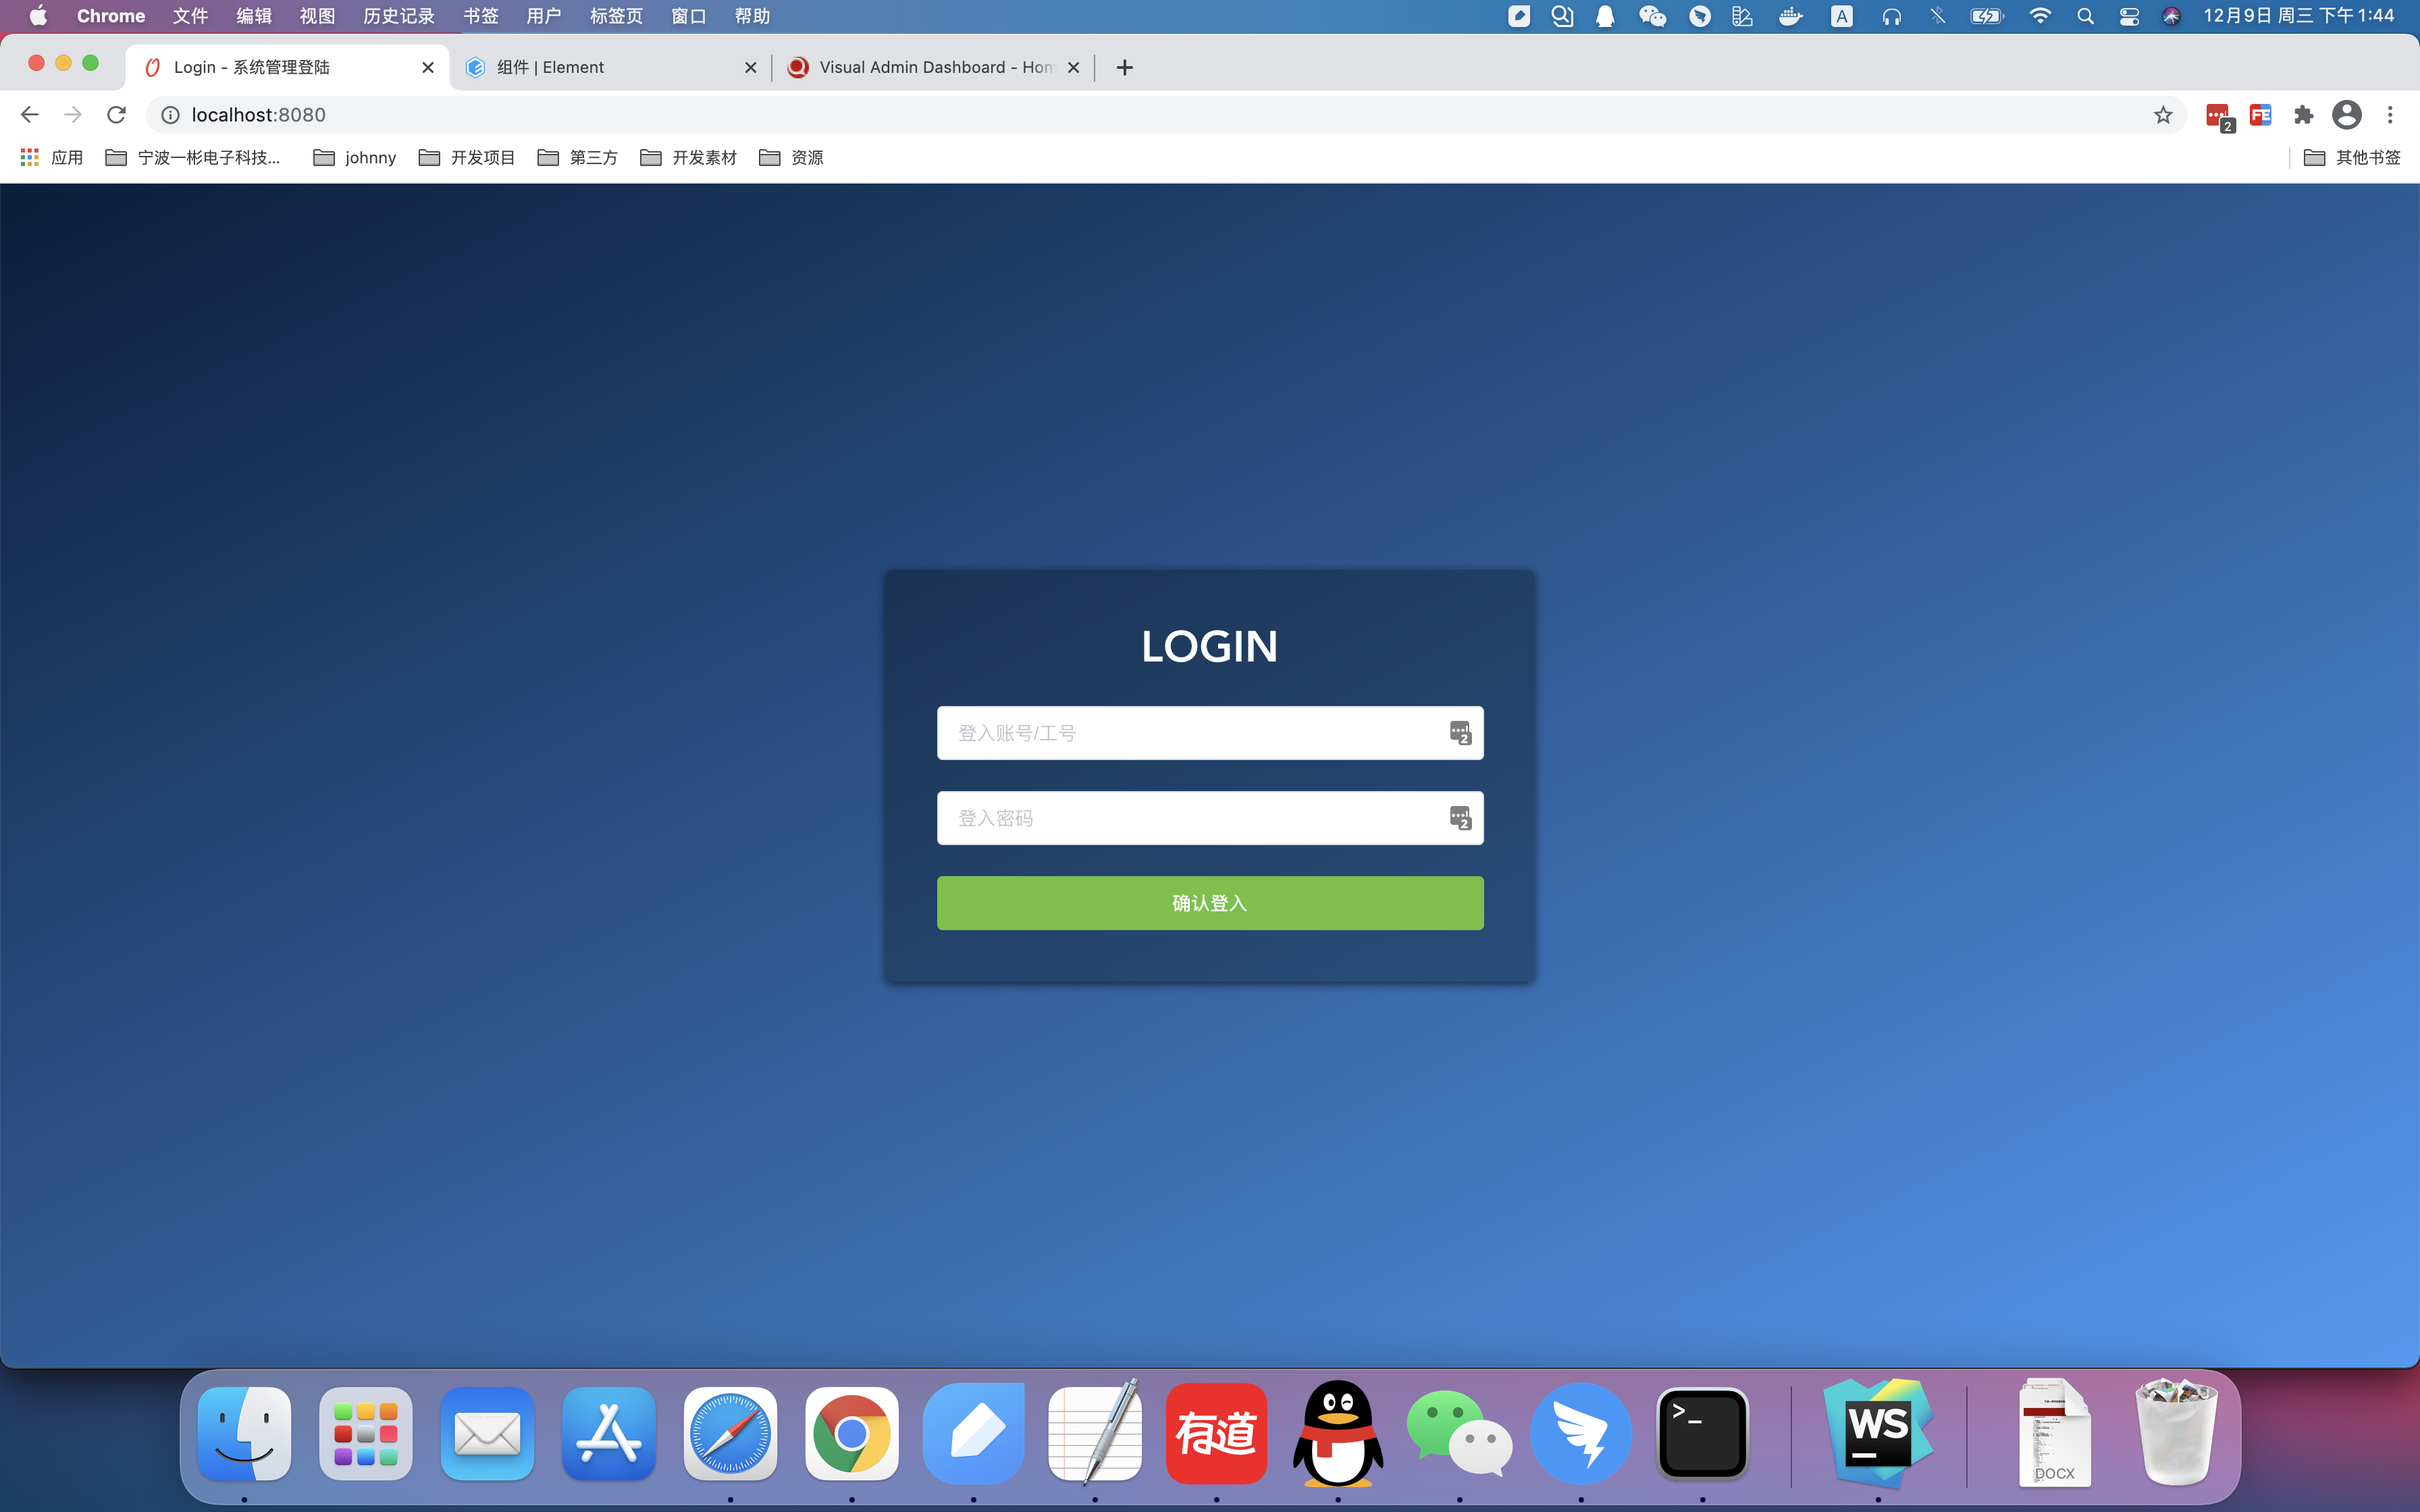 Chrome 文件 编辑 视图 历史记录 书签 用户 标签页 窗口 帮助 A 12月9日 周三 下午1:44
Login - 系统管理登陆 组件 | Element Visual Admin Dashboard - Hom
localhost:8080 2 FE
应用 宁波一彬电子科技... johnny 开发项目 第三方 开发素材 资源 其他书签
LOGIN
登入账号/工号 2
登入密码 2
确认登入
有道 >_ WS DOCX